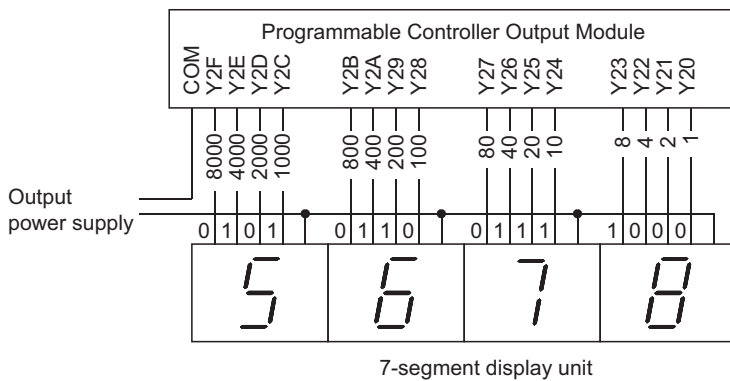 Programmable Controller Output Module
COM Y2F Y2E Y2D Y2C Y2B Y2A Y29 Y28 Y27 Y26 Y25 Y24 Y23 Y22 Y21 Y20
8000 4000 2000 1000 800 400 200 100 80 40 20 10 8 4 2 1
Output
power supply
0 1 0 1 0 1 1 0 0 1 1 1 1 0 0 0
5 6 7 8
7-segment display unit